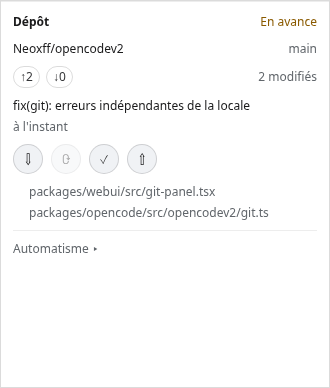 Dépôt
En avance
Neoxff/opencodev2
main
↑2 ↓0
2 modifiés
fix(git): erreurs indépendantes de la locale
à l'instant
packages/webui/src/git-panel.tsx
packages/opencode/src/opencodev2/git.ts
Automatisme ▸